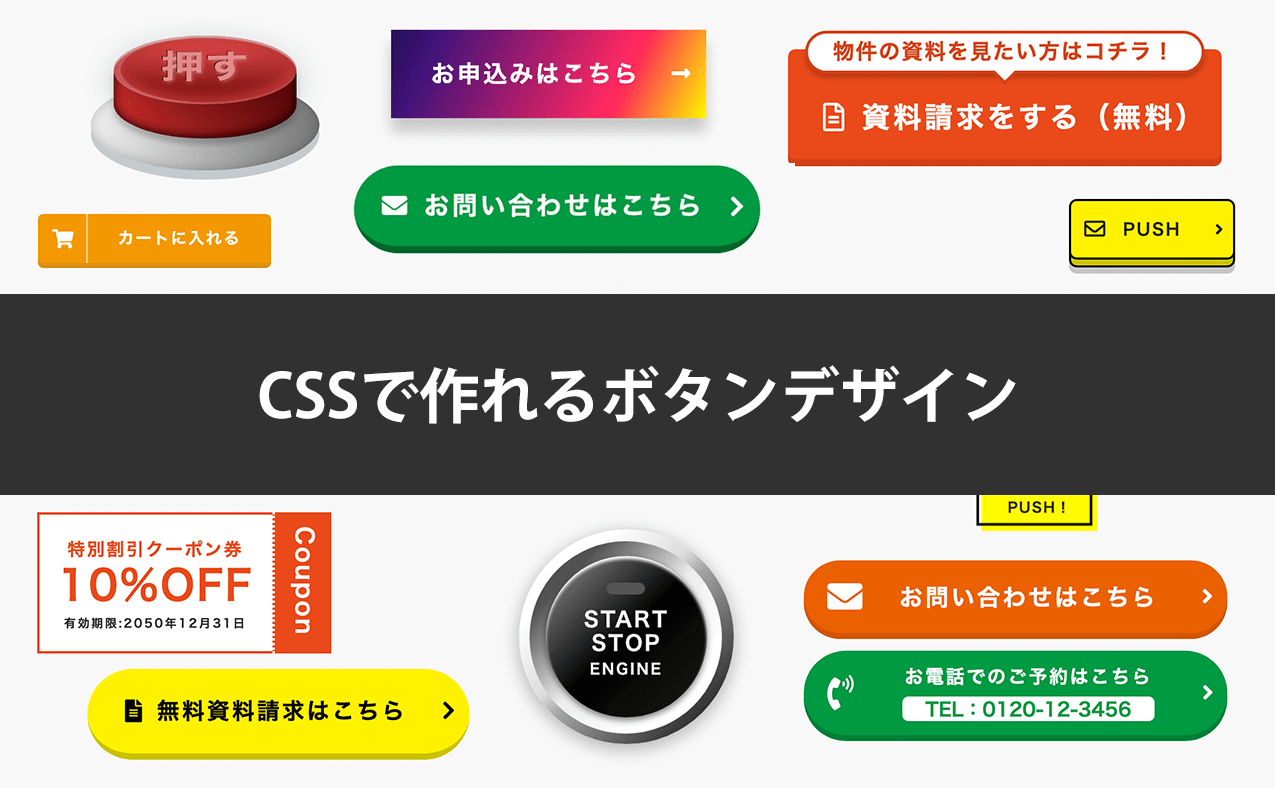 押す
お申込みはこちら
物件の資料を見たい方はコチラ！
資料請求をする（無料）
お問い合わせはこちら
カートに入れる
PUSH
CSSで作れるボタンデザイン
PUSH！
特別割引クーポン券
10%OFF
有効期限:2050年12月31日
Coupon
START
STOP
ENGINE
お問い合わせはこちら
お電話でのご予約はこちら
TEL：0120-12-3456
無料資料請求はこちら